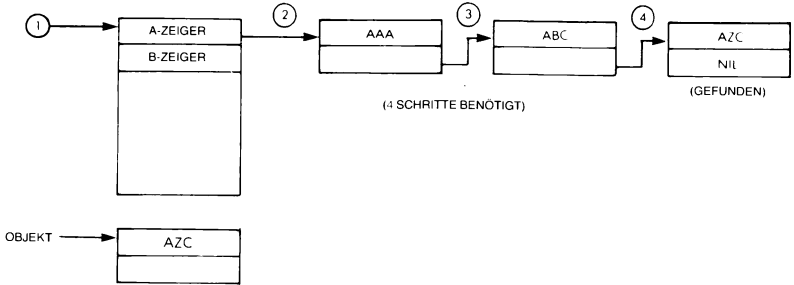 1
A-ZEIGER
2
AAA
3
ABC
4
AZC
B-ZEIGER
NIL
(GEFUNDEN)
(4 SCHRITTE BENÖTIGT)
OBJEKT
AZC